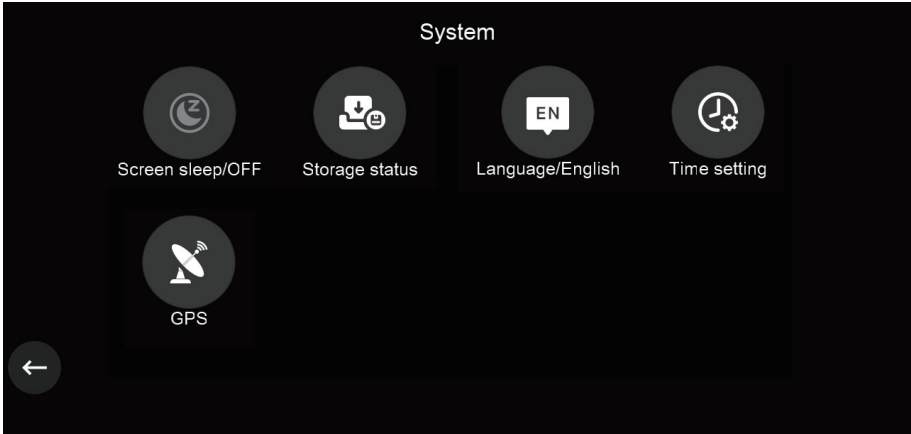 System
Z
Screen sleep/OFF
Storage status
EN
Language/English
Time setting
GPS